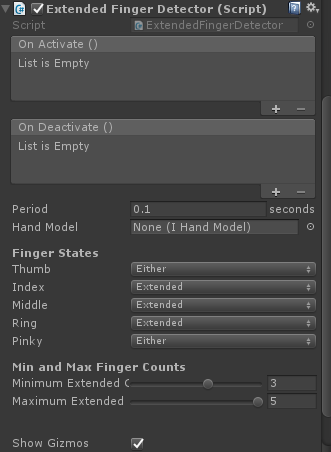 Extended Finger Detector (Script)
Script ExtendedFingerDetector
On Activate ()
List is Empty
On Deactivate ()
List is Empty
Period 0.1 seconds
Hand Model None (I Hand Model)
Finger States
Thumb Either
Index Extended
Middle Extended
Ring Extended
Pinky Either
Min and Max Finger Counts
Minimum Extended C 3
Maximum Extended 5
Show Gizmos